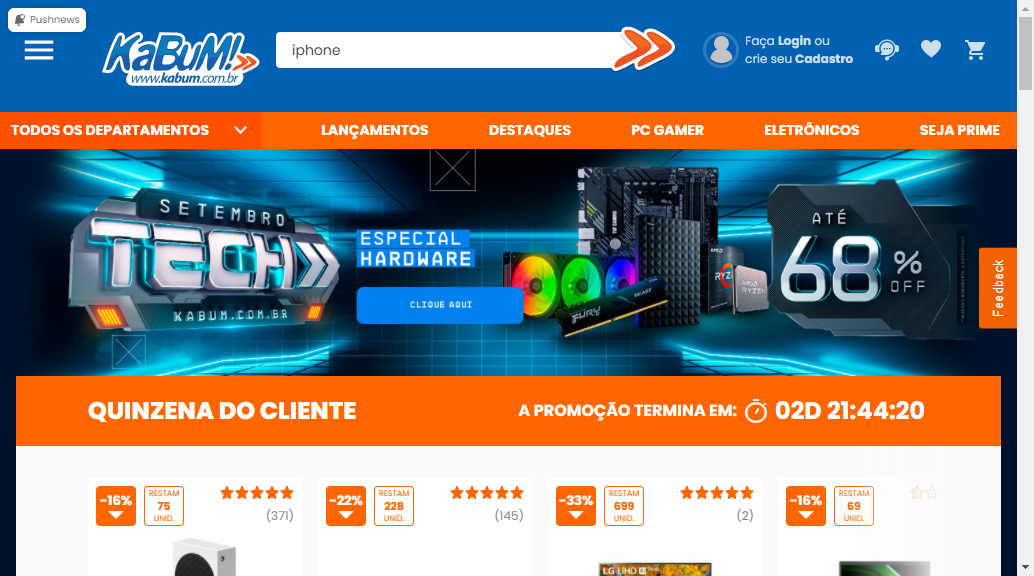 Pushnews
KaBuM!
www.kabum.com.br
iphone
Faça Login ou
crie seu Cadastro
TODOS OS DEPARTAMENTOS
LANÇAMENTOS
DESTAQUES
PC GAMER
ELETRÔNICOS
SEJA PRIME
SETEMBRO
TECH
KABUM.COM.BR
ESPECIAL
HARDWARE
CLIQUE AQUI
FURY
BEAST
RYZEN
ATÉ
68%
OFF
Feedback
QUINZENA DO CLIENTE
A PROMOÇÃO TERMINA EM:
02D 21:44:20
-16%
RESTAM
75
UNID.
(371)
-22%
RESTAM
228
UNID.
(145)
-33%
RESTAM
699
UNID.
(2)
-16%
RESTAM
69
UNID.
LG UHD